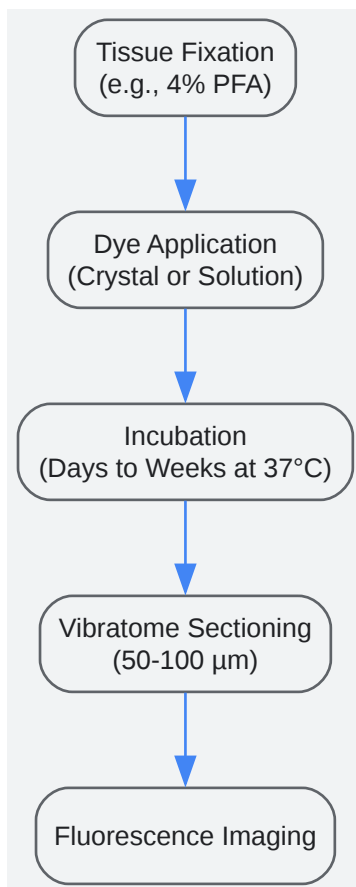 Tissue Fixation
(e.g., 4% PFA)
Dye Application
(Crystal or Solution)
Incubation
(Days to Weeks at 37°C)
Vibratome Sectioning
(50-100 µm)
Fluorescence Imaging